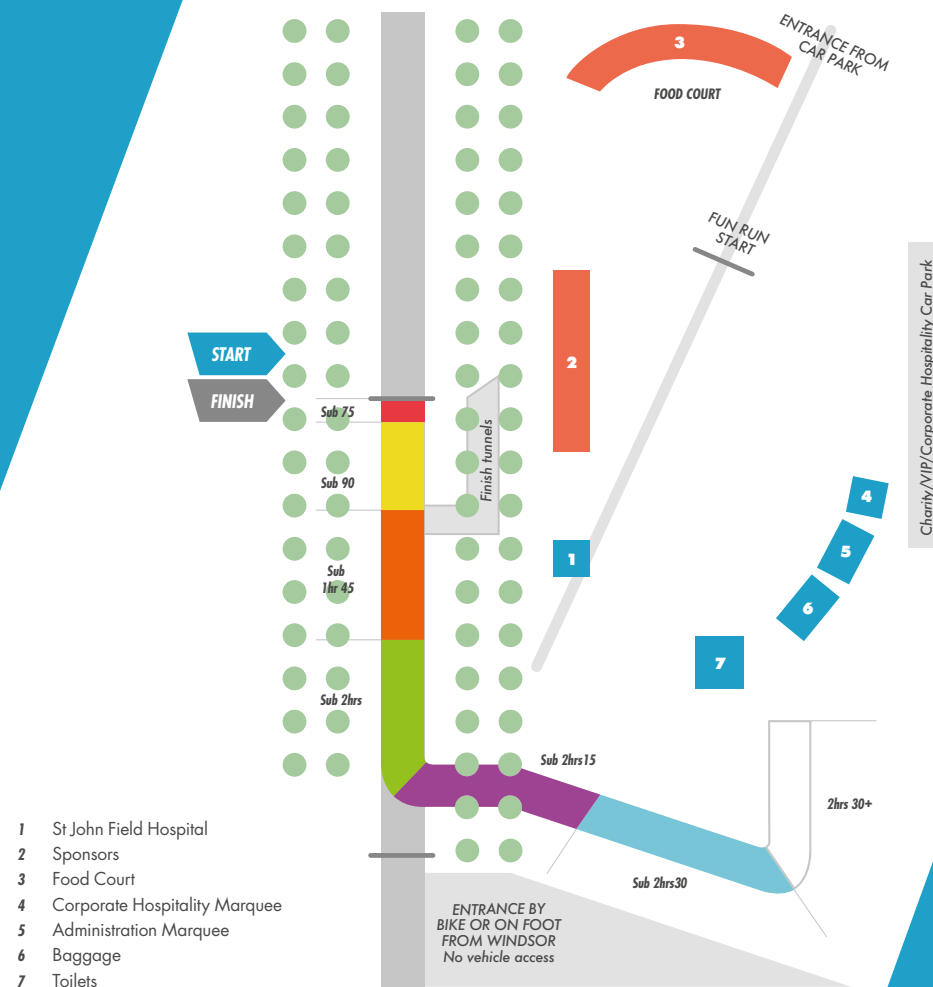 ENTRANCE FROM
CAR PARK
3
FOOD COURT
FUN RUN
START
Charity/VIP/Corporate Hospitality Car Park
START
2
FINISH
Sub 75
Finish tunnels
Sub 90
4
5
1
Sub
1hr 45
6
7
Sub 2hrs
Sub 2hrs15
2hrs 30+
Sub 2hrs30
ENTRANCE BY
BIKE OR ON FOOT
FROM WINDSOR
No vehicle access
1 St John Field Hospital
2 Sponsors
3 Food Court
4 Corporate Hospitality Marquee
5 Administration Marquee
6 Baggage
7 Toilets